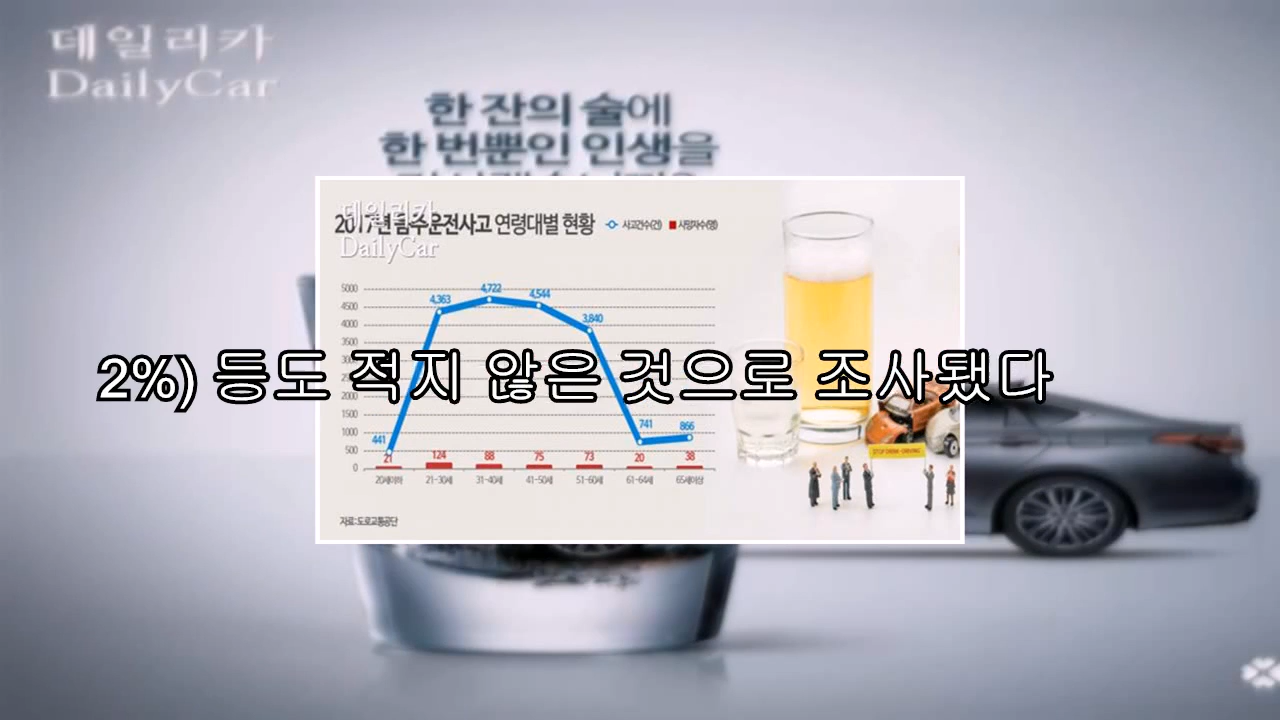 데일리카
DailyCar
한 잔의 술에
한 번뿐인 인생을
데일리카
2017년 음주운전사고 연령대별 현황
사고건수(건) 사망자수(명)
DailyCar
5000
4500
4000
3500
2000
1500
1000
500
0
4,363
4,722
4,544
3,840
2%) 등도 적지 않은 것으로 조사됐다
441
741
866
21
124
88
75
73
20
38
20세이하
21~30세
31~40세
41~50세
51~60세
61~64세
65세이상
STOP DRINK-DRIVING
자료:도로교통공단